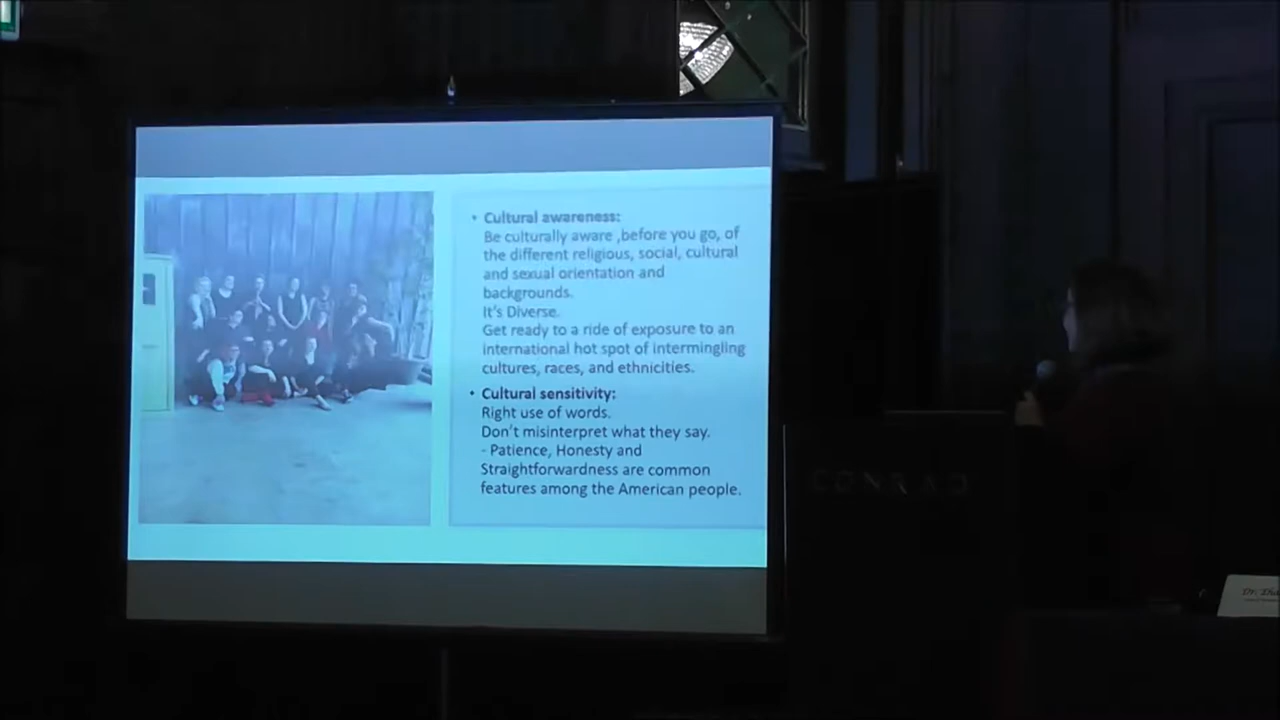 • Cultural awareness:
Be culturally aware ,before you go, of
the different religious, social, cultural
and sexual orientation and
backgrounds.
It's Diverse.
Get ready to a ride of exposure to an
international hot spot of intermingling
cultures, races, and ethnicities.
• Cultural sensitivity:
Right use of words.
Don't misinterpret what they say.
- Patience, Honesty and
Straightforwardness are common
features among the American people.
CONRAD
Dr.